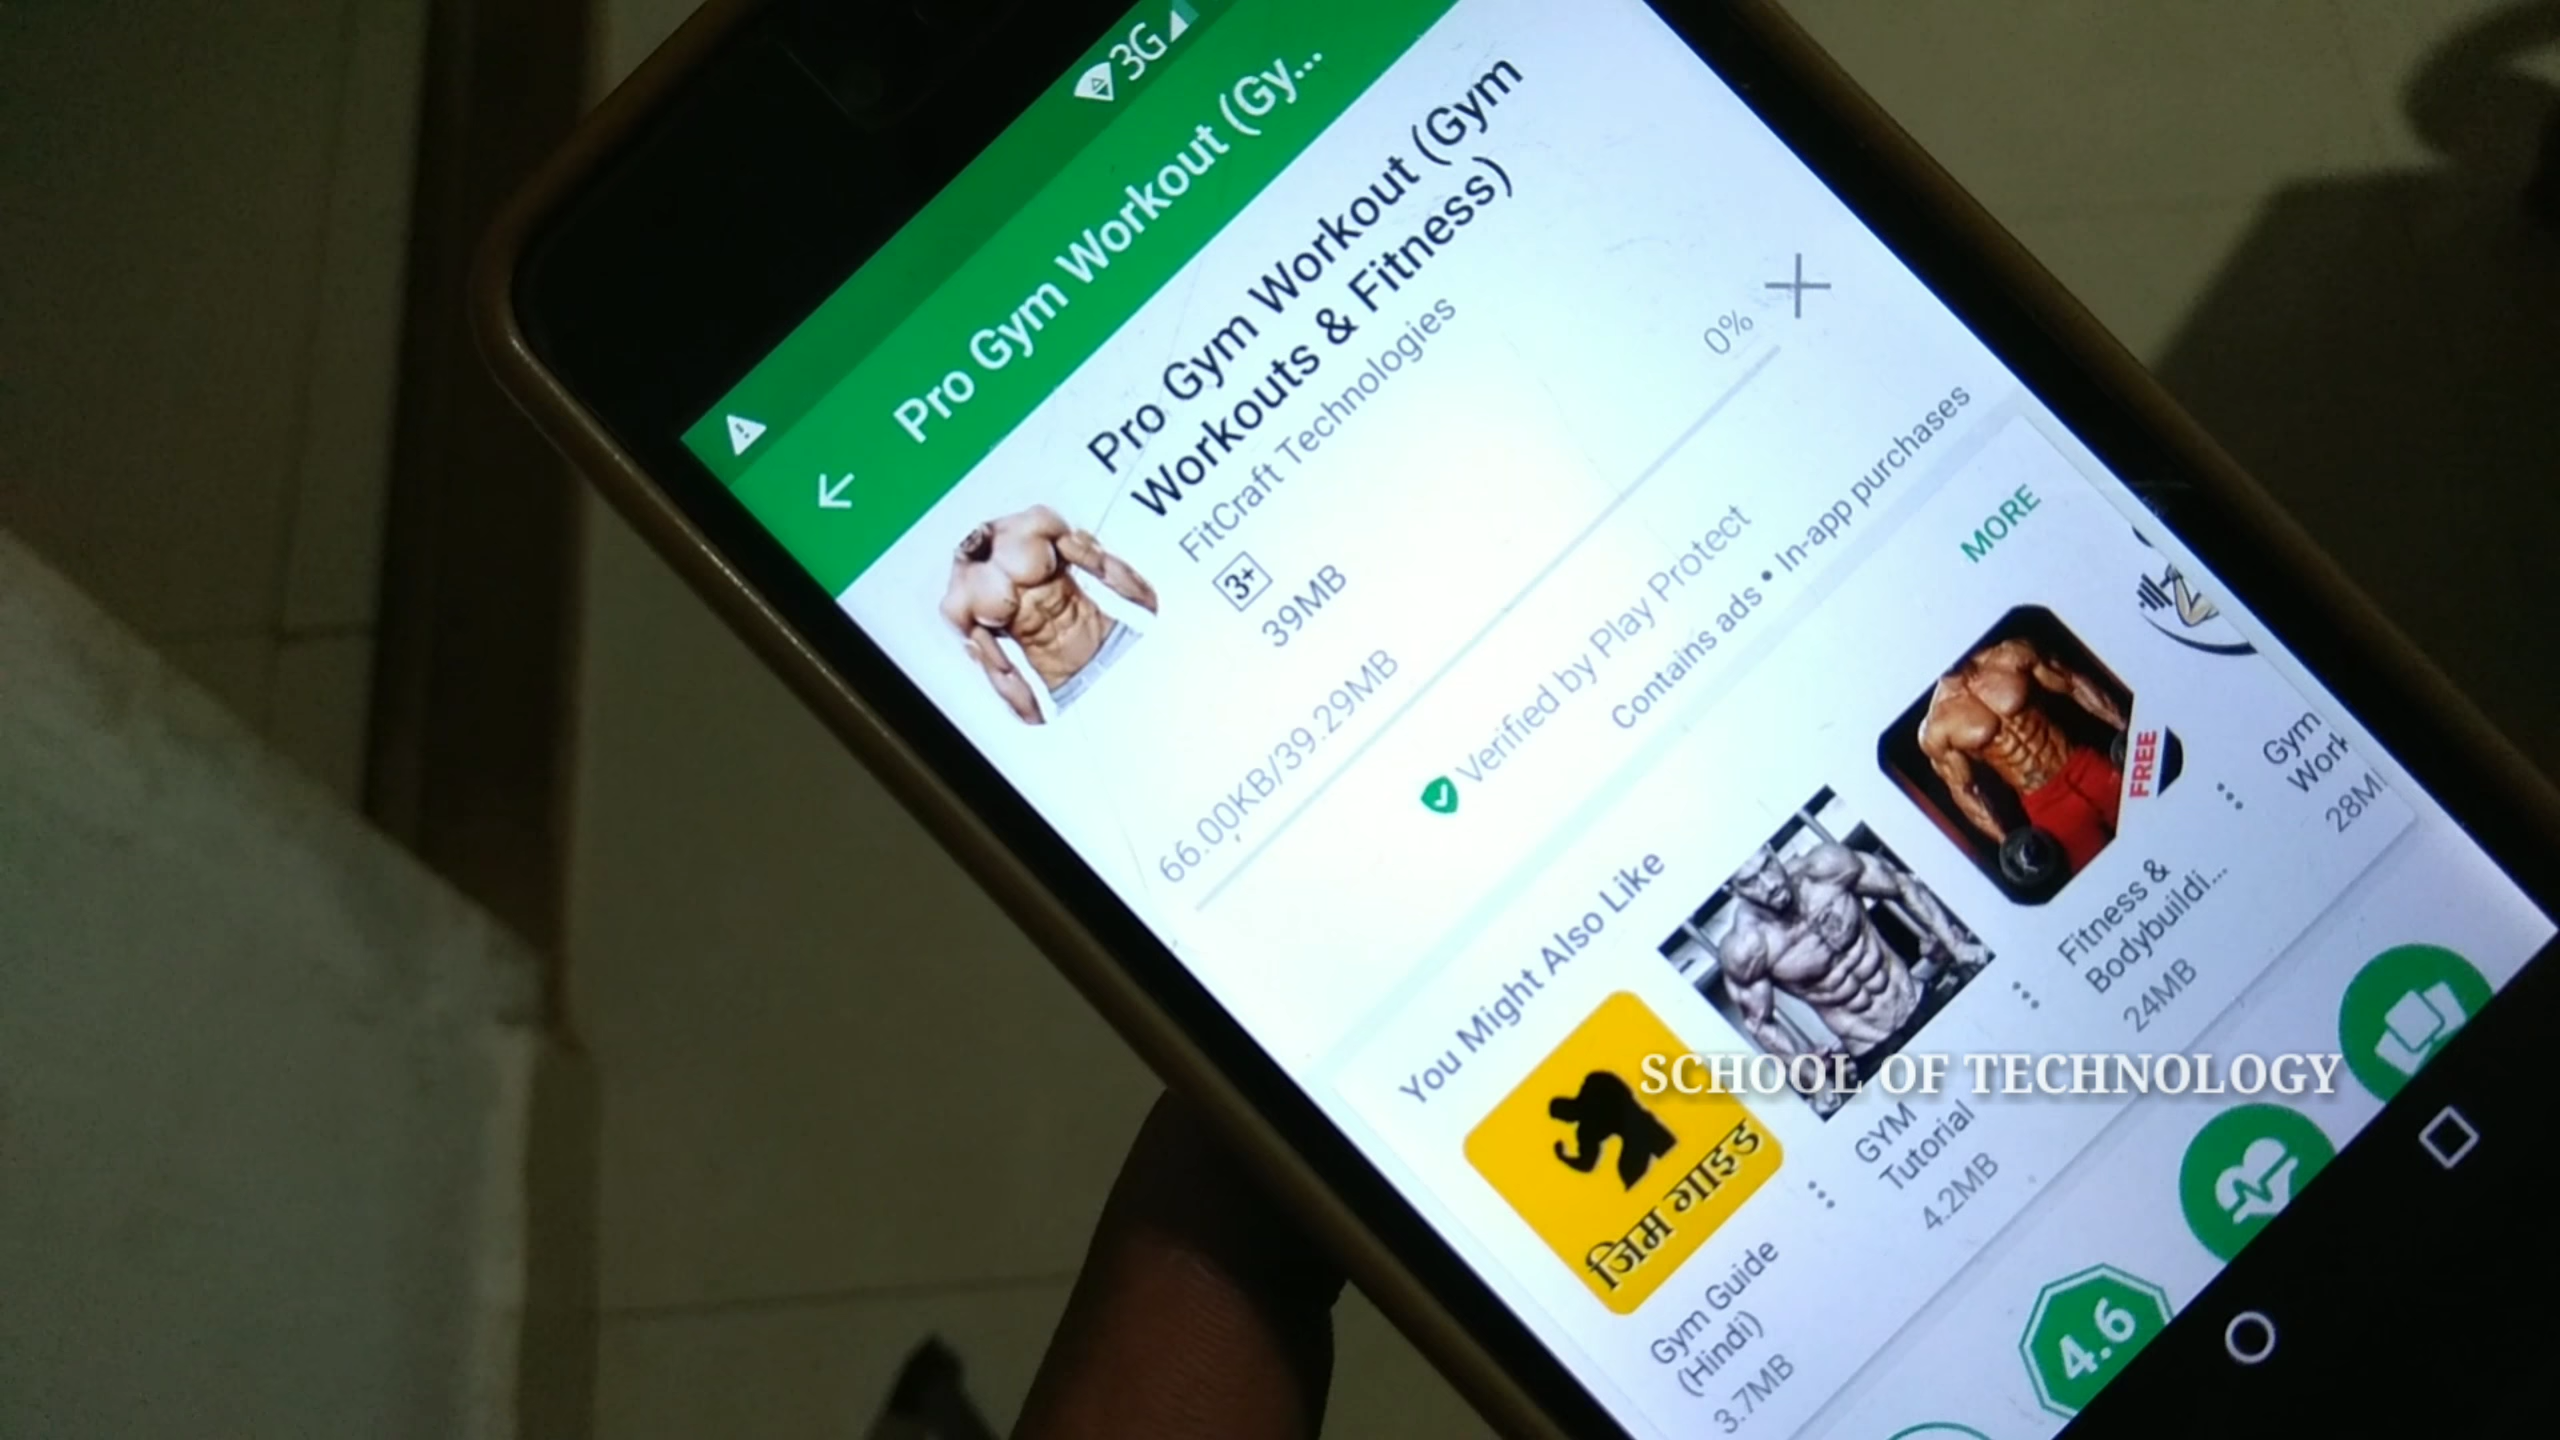 3G
Pro Gym Workout (Gy...
Pro Gym Workout (Gym
Workouts & Fitness)
FitCraft Technologies
3+
39MB
66.00KB/39.29MB
0%
Verified by Play Protect
Contains ads • In-app purchases
You Might Also Like
MORE
जिम गाइड
Gym Guide
(Hindi)
3.7MB
GYM
Tutorial
4.2MB
FREE
Fitness &
Bodybuildi...
24MB
Gym
Work
28M
4.6
SCHOOL OF TECHNOLOGY